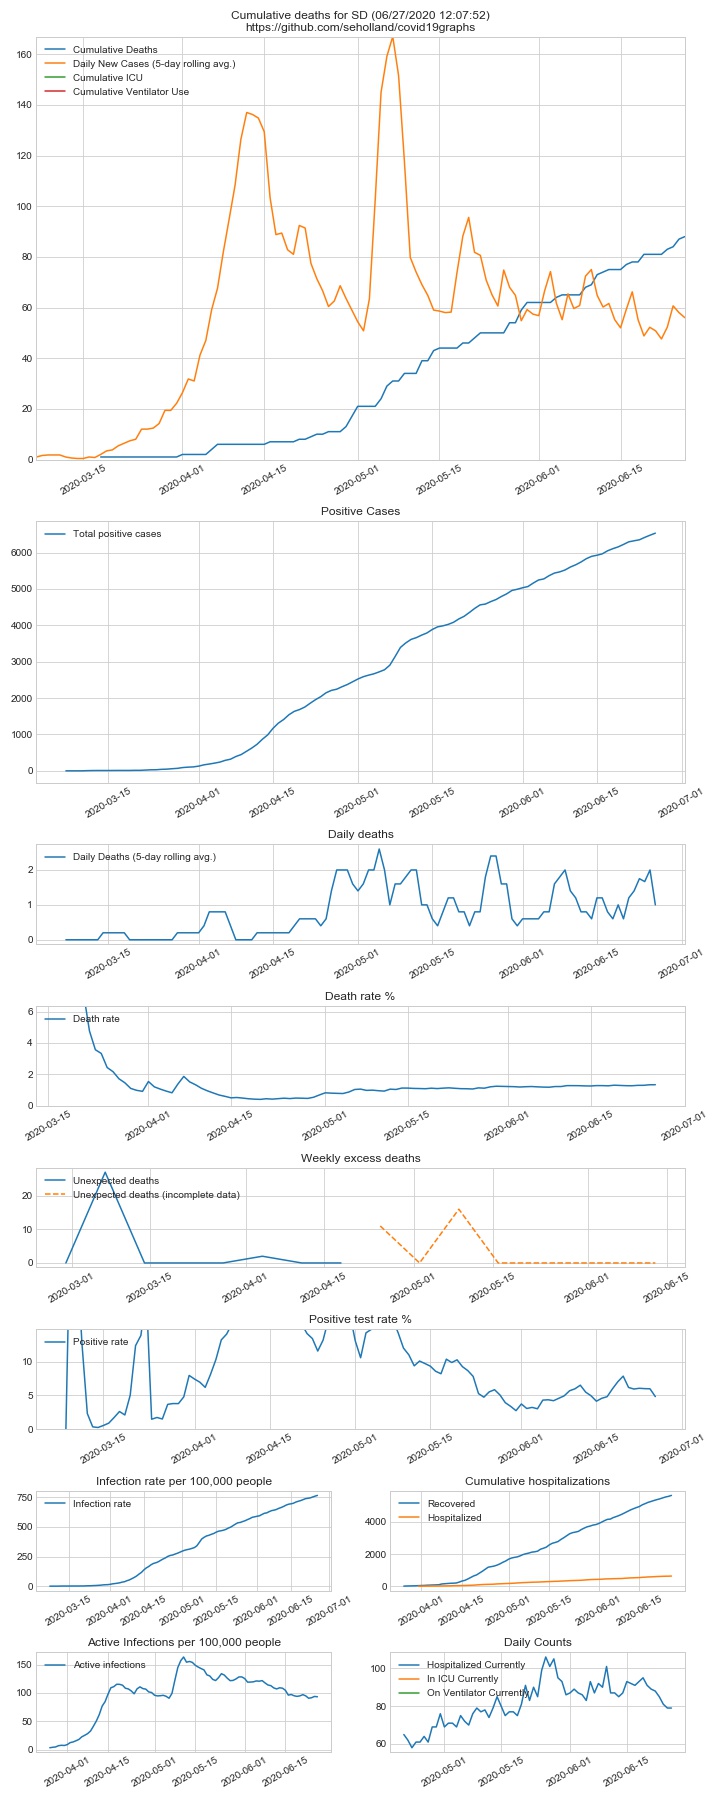 Cumulative deaths for SD (06/27/2020 12:07:52)
https://github.com/seholland/covid19graphs
Cumulative Deaths
Daily New Cases (5-day rolling avg.)
Cumulative ICU
Cumulative Ventilator Use
160
140
120
100
80
60
40
20
0
2020-03-15 2020-04-01 2020-04-15 2020-05-01 2020-05-15 2020-06-01 2020-06-15
Positive Cases
Total positive cases
6000
5000
4000
3000
2000
1000
0
2020-03-15 2020-04-01 2020-04-15 2020-05-01 2020-05-15 2020-06-01 2020-06-15 2020-07-01
Daily deaths
Daily Deaths (5-day rolling avg.)
2
1
0
2020-03-15 2020-04-01 2020-04-15 2020-05-01 2020-05-15 2020-06-01 2020-06-15 2020-07-01
Death rate %
Death rate
6
4
2
0
2020-03-15 2020-04-01 2020-04-15 2020-05-01 2020-05-15 2020-06-01 2020-06-15 2020-07-01
Weekly excess deaths
Unexpected deaths
Unexpected deaths (incomplete data)
20
10
0
2020-03-01 2020-03-15 2020-04-01 2020-04-15 2020-05-01 2020-05-15 2020-06-01 2020-06-15
Positive test rate %
Positive rate
10
5
0
2020-03-15 2020-04-01 2020-04-15 2020-05-01 2020-05-15 2020-06-01 2020-06-15 2020-07-01
Infection rate per 100,000 people
Infection rate
750
500
250
0
2020-03-15 2020-04-01 2020-04-15 2020-05-01 2020-05-15 2020-06-01 2020-06-15 2020-07-01
Cumulative hospitalizations
Recovered
Hospitalized
4000
2000
0
2020-04-01 2020-04-15 2020-05-01 2020-05-15 2020-06-01 2020-06-15
Active Infections per 100,000 people
Active infections
150
100
50
0
2020-04-01 2020-04-15 2020-05-01 2020-05-15 2020-06-01 2020-06-15
Daily Counts
Hospitalized Currently
In ICU Currently
On Ventilator Currently
100
80
60
2020-05-01 2020-05-15 2020-06-01 2020-06-15